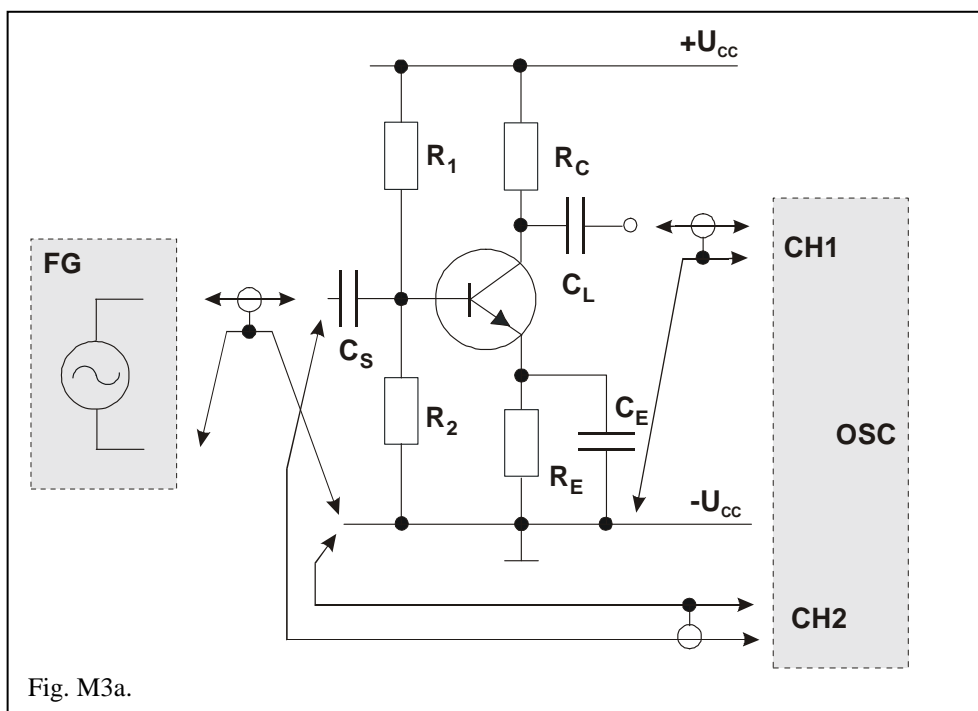 +U_CC
R_1
R_C
FG
CH1
C_L
C_S
R_2
C_E
OSC
R_E
-U_CC
CH2
Fig. M3a.